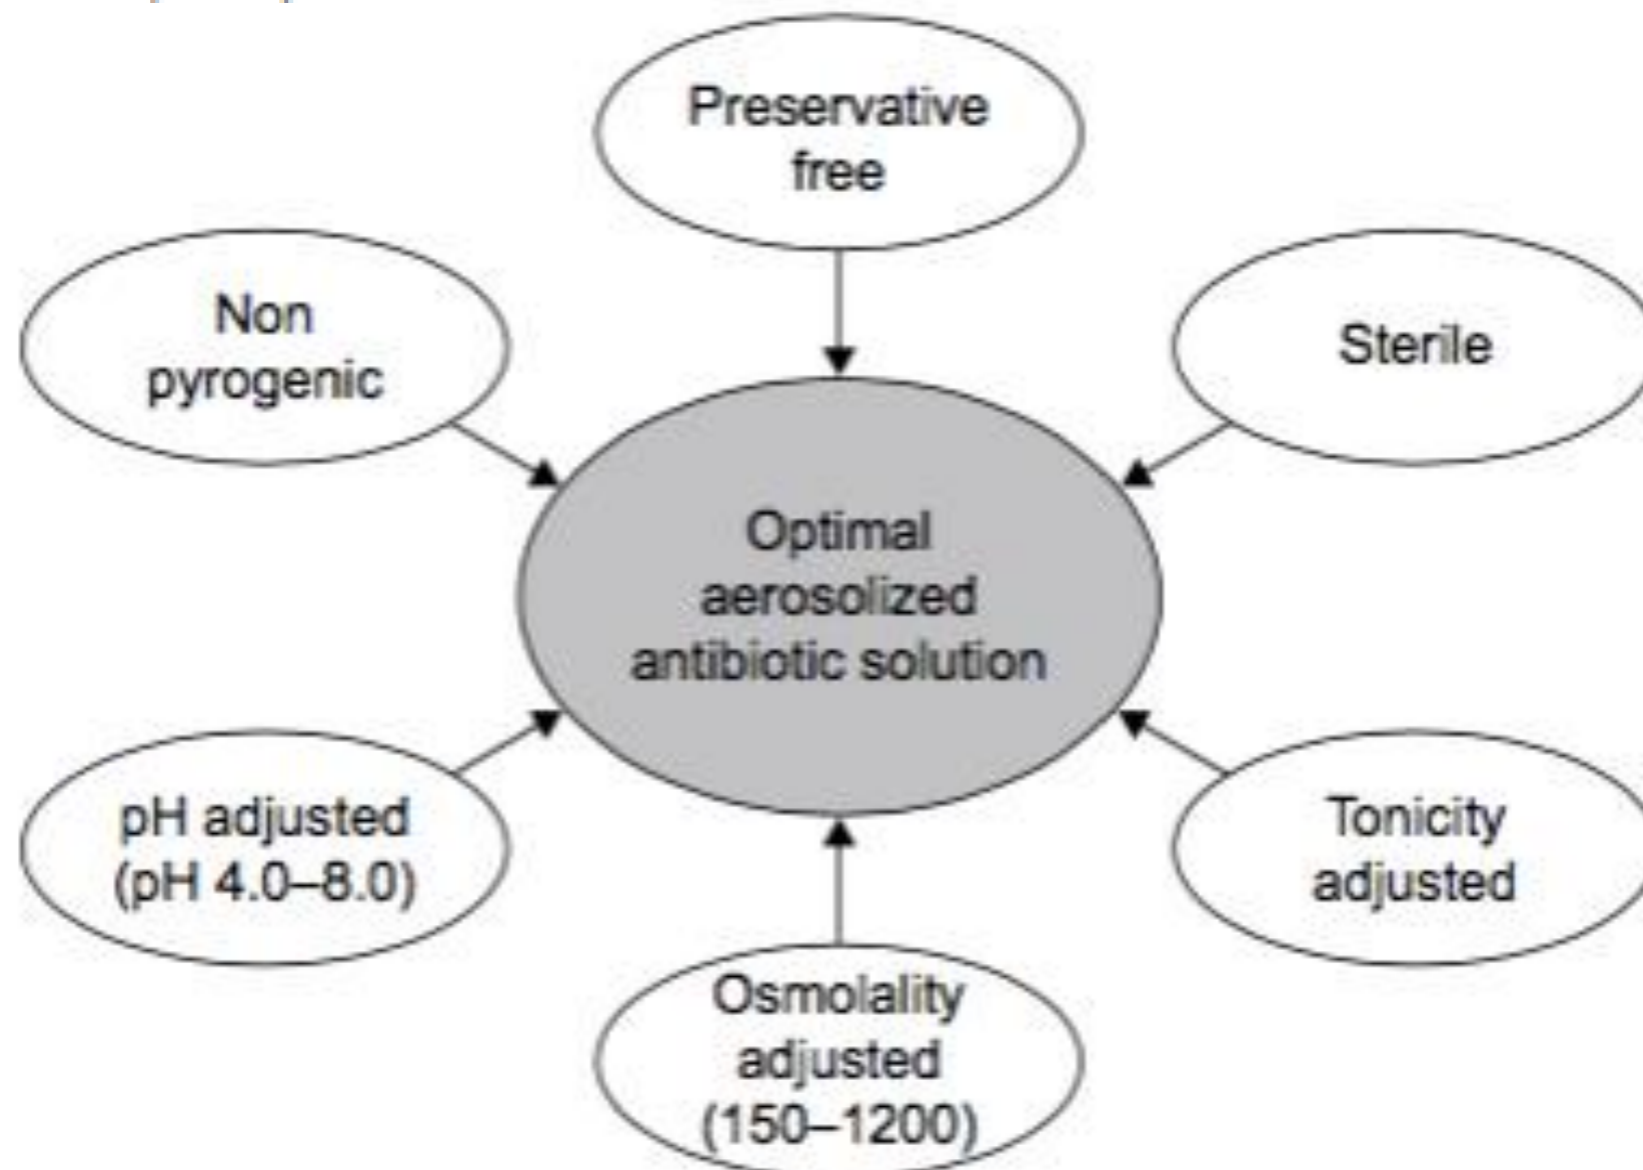 Preservative
free
Non
pyrogenic
Sterile
Optimal
aerosolized
antibiotic solution
pH adjusted
(pH 4.0–8.0)
Tonicity
adjusted
Osmolality
adjusted
(150–1200)